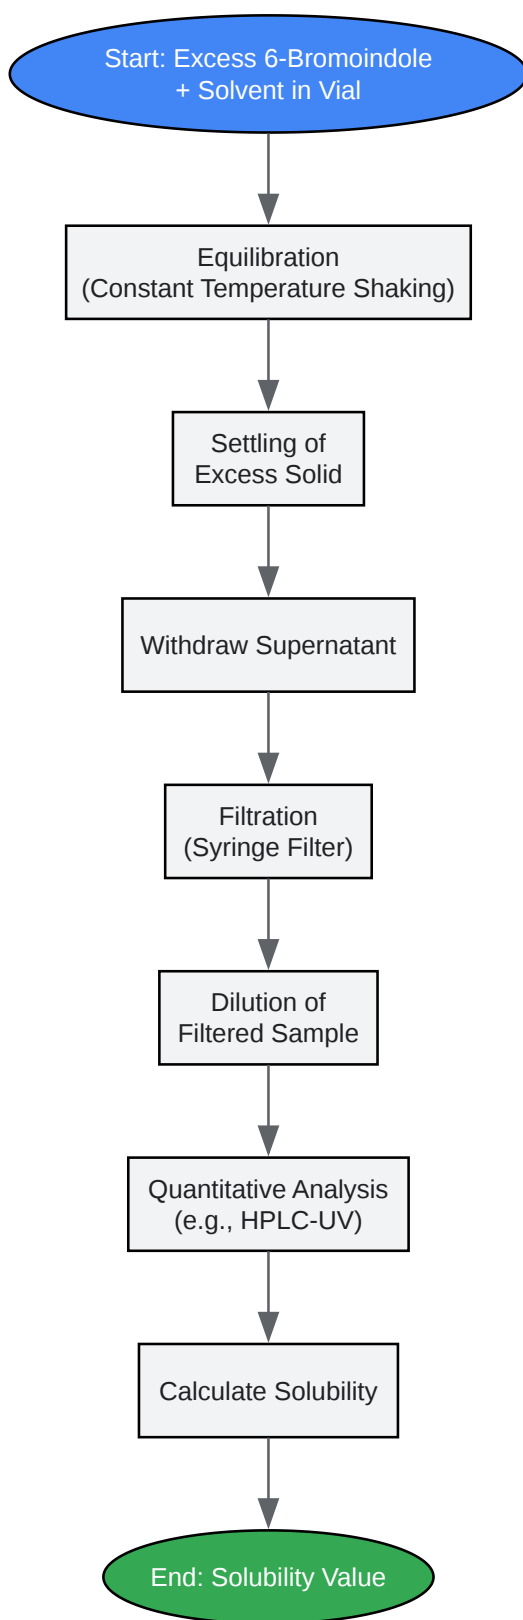 Start: Excess 6-Bromoindole
+ Solvent in Vial
Equilibration
(Constant Temperature Shaking)
Settling of
Excess Solid
Withdraw Supernatant
Filtration
(Syringe Filter)
Dilution of
Filtered Sample
Quantitative Analysis
(e.g., HPLC-UV)
Calculate Solubility
End: Solubility Value